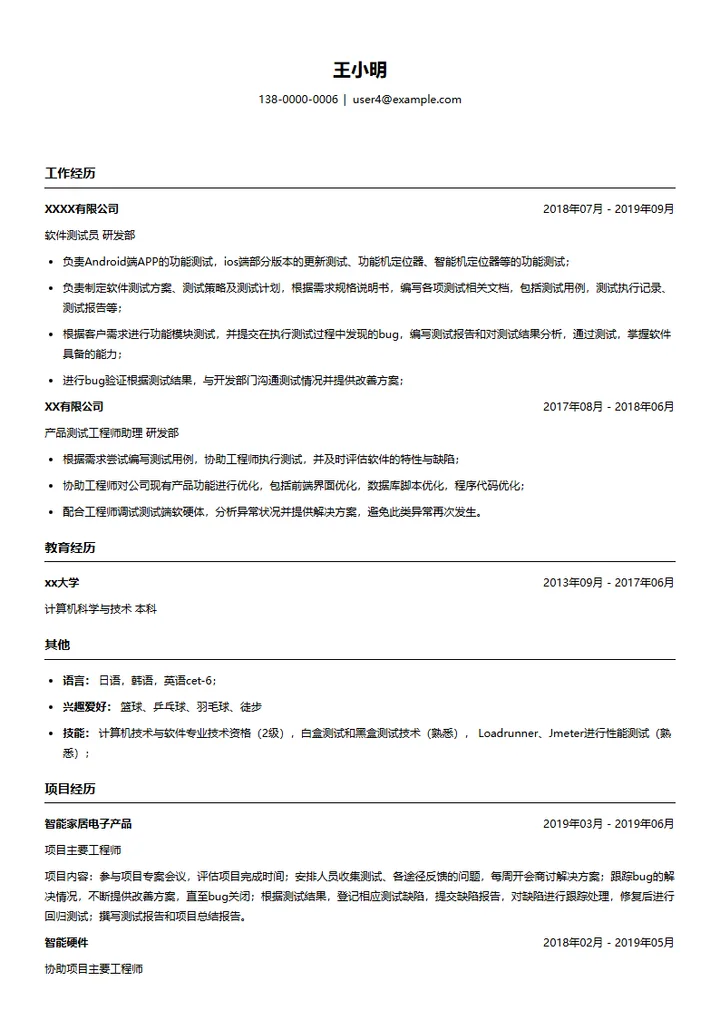 王小明
138-0000-0006 | user4@example.com
工作经历
XXXX有限公司 2018年07月 - 2019年09月
软件测试员 研发部
• 负责Android端APP的功能测试，ios端部分版本的更新测试、功能机定位器、智能机定位器等的功能测试；
• 负责制定软件测试方案、测试策略及测试计划，根据需求规格说明书，编写各项测试相关文档，包括测试用例，测试执行记录、
测试报告等；
• 根据客户需求进行功能模块测试，并提交在执行测试过程中发现的bug，编写测试报告和对测试结果分析，通过测试，掌握软件
具备的能力；
• 进行bug验证根据测试结果，与开发部门沟通测试情况并提供改善方案；
XX有限公司 2017年08月 - 2018年06月
产品测试工程师助理 研发部
• 根据需求尝试编写测试用例，协助工程师执行测试，并及时评估软件的特性与缺陷；
• 协助工程师对公司现有产品功能进行优化，包括前端界面优化，数据库脚本优化，程序代码优化；
• 配合工程师调试测试端软硬体，分析异常状况并提供解决方案，避免此类异常再次发生。
教育经历
xx大学 2013年09月 - 2017年06月
计算机科学与技术 本科
其他
• 语言： 日语，韩语，英语cet-6；
• 兴趣爱好： 篮球、乒乓球、羽毛球、徒步
• 技能： 计算机技术与软件专业技术资格（2级），白盒测试和黑盒测试技术（熟悉）， Loadrunner、Jmeter进行性能测试（熟
悉）；
项目经历
智能家居电子产品 2019年03月 - 2019年06月
项目主要工程师
项目内容：参与项目专案会议，评估项目完成时间；安排人员收集测试、各途径反馈的问题，每周开会商讨解决方案；跟踪bug的解
决情况，不断提供改善方案，直至bug关闭；根据测试结果，登记相应测试缺陷，提交缺陷报告，对缺陷进行跟踪处理，修复后进行
回归测试；撰写测试报告和项目总结报告。
智能硬件 2018年02月 - 2019年05月
协助项目主要工程师